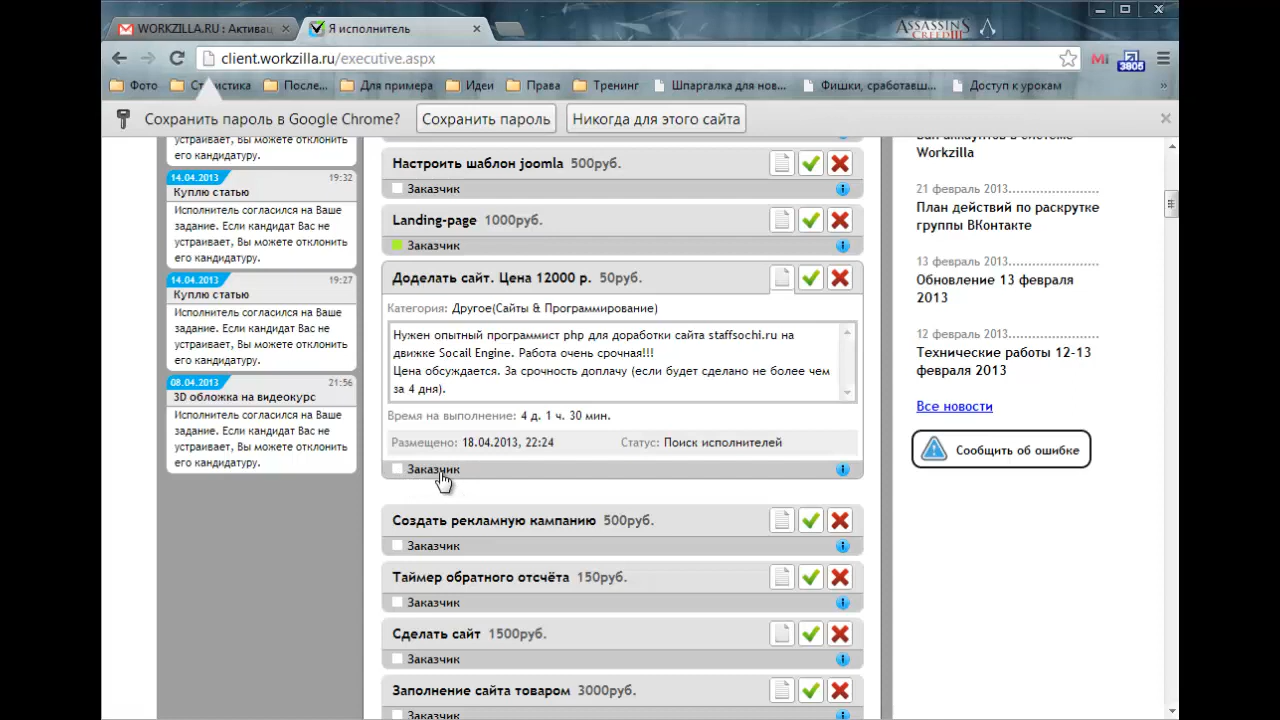 WORKZILLA.RU : Активац
Я исполнитель
ASSASSINS
CREED III
client.workzilla.ru/executive.aspx
3805
Фото
Статистика
После...
Для примера
Идеи
Права
Тренинг
Шпаргалка для нов...
Фишки, сработавш...
Доступ к урокам
Сохранить пароль в Google Chrome?
Сохранить пароль
Никогда для этого сайта
устраивает, Вы можете отклонить
его кандидатуру.
14.04.2013
19:32
Куплю статью
Исполнитель согласился на Ваше
задание. Если кандидат Вас не
устраивает, Вы можете отклонить
его кандидатуру.
14.04.2013
19:27
Куплю статью
Исполнитель согласился на Ваше
задание. Если кандидат Вас не
устраивает, Вы можете отклонить
его кандидатуру.
08.04.2013
21:56
3D обложка на видеокурс
Исполнитель согласился на Ваше
задание. Если кандидат Вас не
устраивает, Вы можете отклонить
его кандидатуру.
Настроить шаблон joomla 500руб.
Заказчик
Landing-page 1000руб.
Заказчик
Доделать сайт. Цена 12000 р. 50руб.
Категория: Другое(Сайты & Программирование)
Нужен опытный программист php для доработки сайта staffsochi.ru на
движке Socail Engine. Работа очень срочная!!!
Цена обсуждается. За срочность доплачу (если будет сделано не более чем
за 4 дня).
Время на выполнение: 4 д. 1 ч. 30 мин.
Размещено: 18.04.2013, 22:24
Статус: Поиск исполнителей
Заказчик
Создать рекламную кампанию 500руб.
Заказчик
Таймер обратного отсчёта 150руб.
Заказчик
Сделать сайт 1500руб.
Заказчик
Заполнение сайта товаром 3000руб.
Заказчик
Бан аккаунтов в системе
Workzilla
21 февраль 2013
План действий по раскрутке
группы ВКонтакте
13 февраль 2013
Обновление 13 февраля
2013
12 февраль 2013
Технические работы 12-13
февраля 2013
Все новости
Сообщить об ошибке